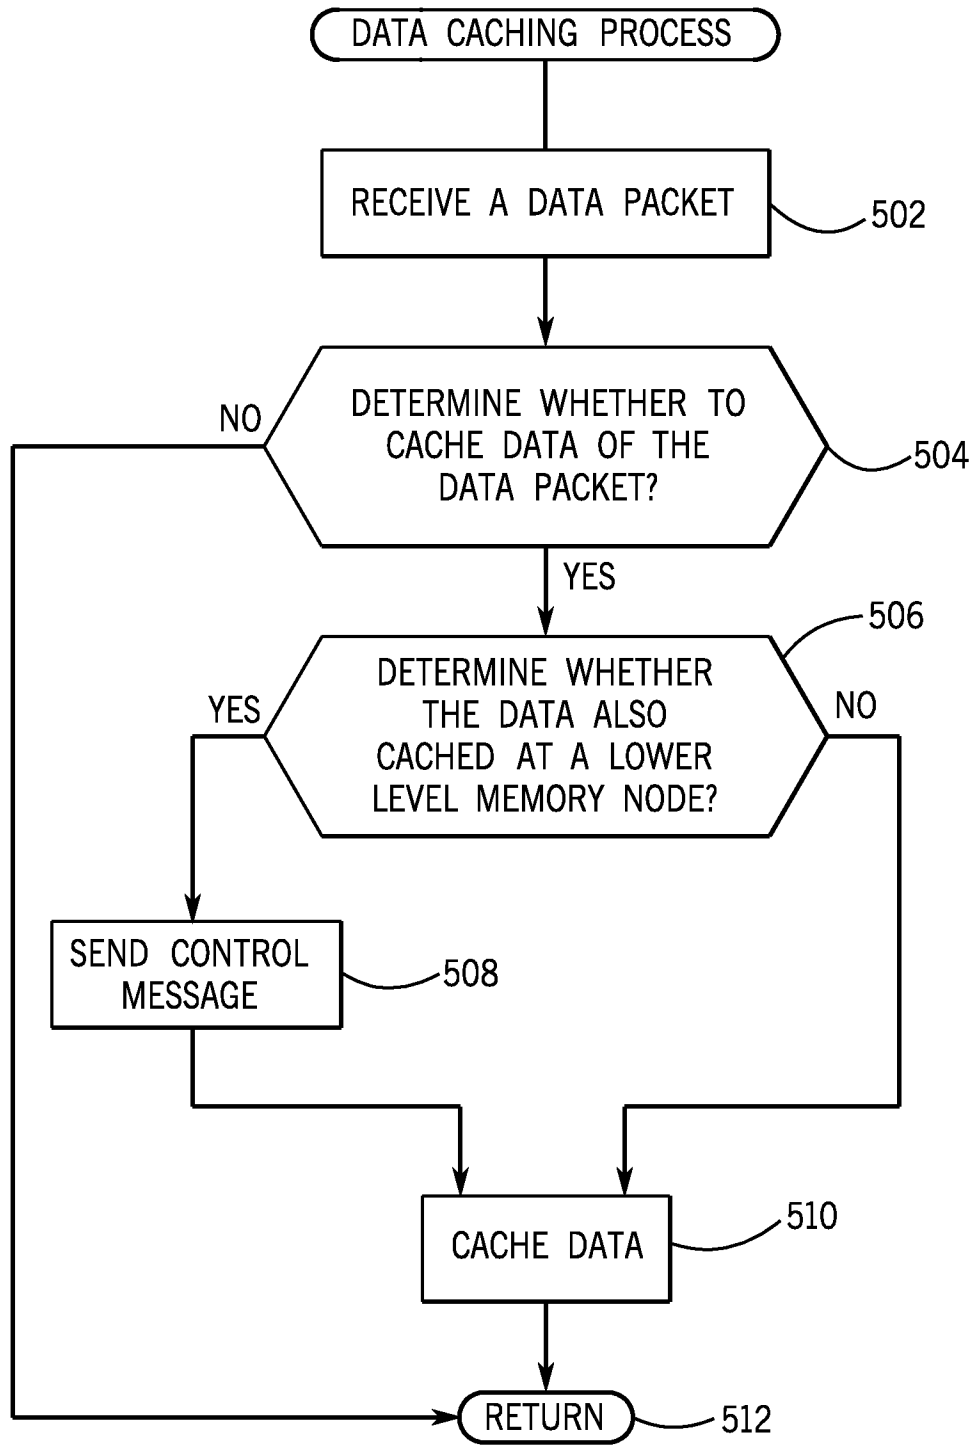 DATA CACHING PROCESS
RECEIVE A DATA PACKET
502
NO
DETERMINE WHETHER TO
CACHE DATA OF THE
DATA PACKET?
504
YES
506
YES
DETERMINE WHETHER
THE DATA ALSO
CACHED AT A LOWER
LEVEL MEMORY NODE?
NO
SEND CONTROL
MESSAGE
508
CACHE DATA
510
RETURN
512